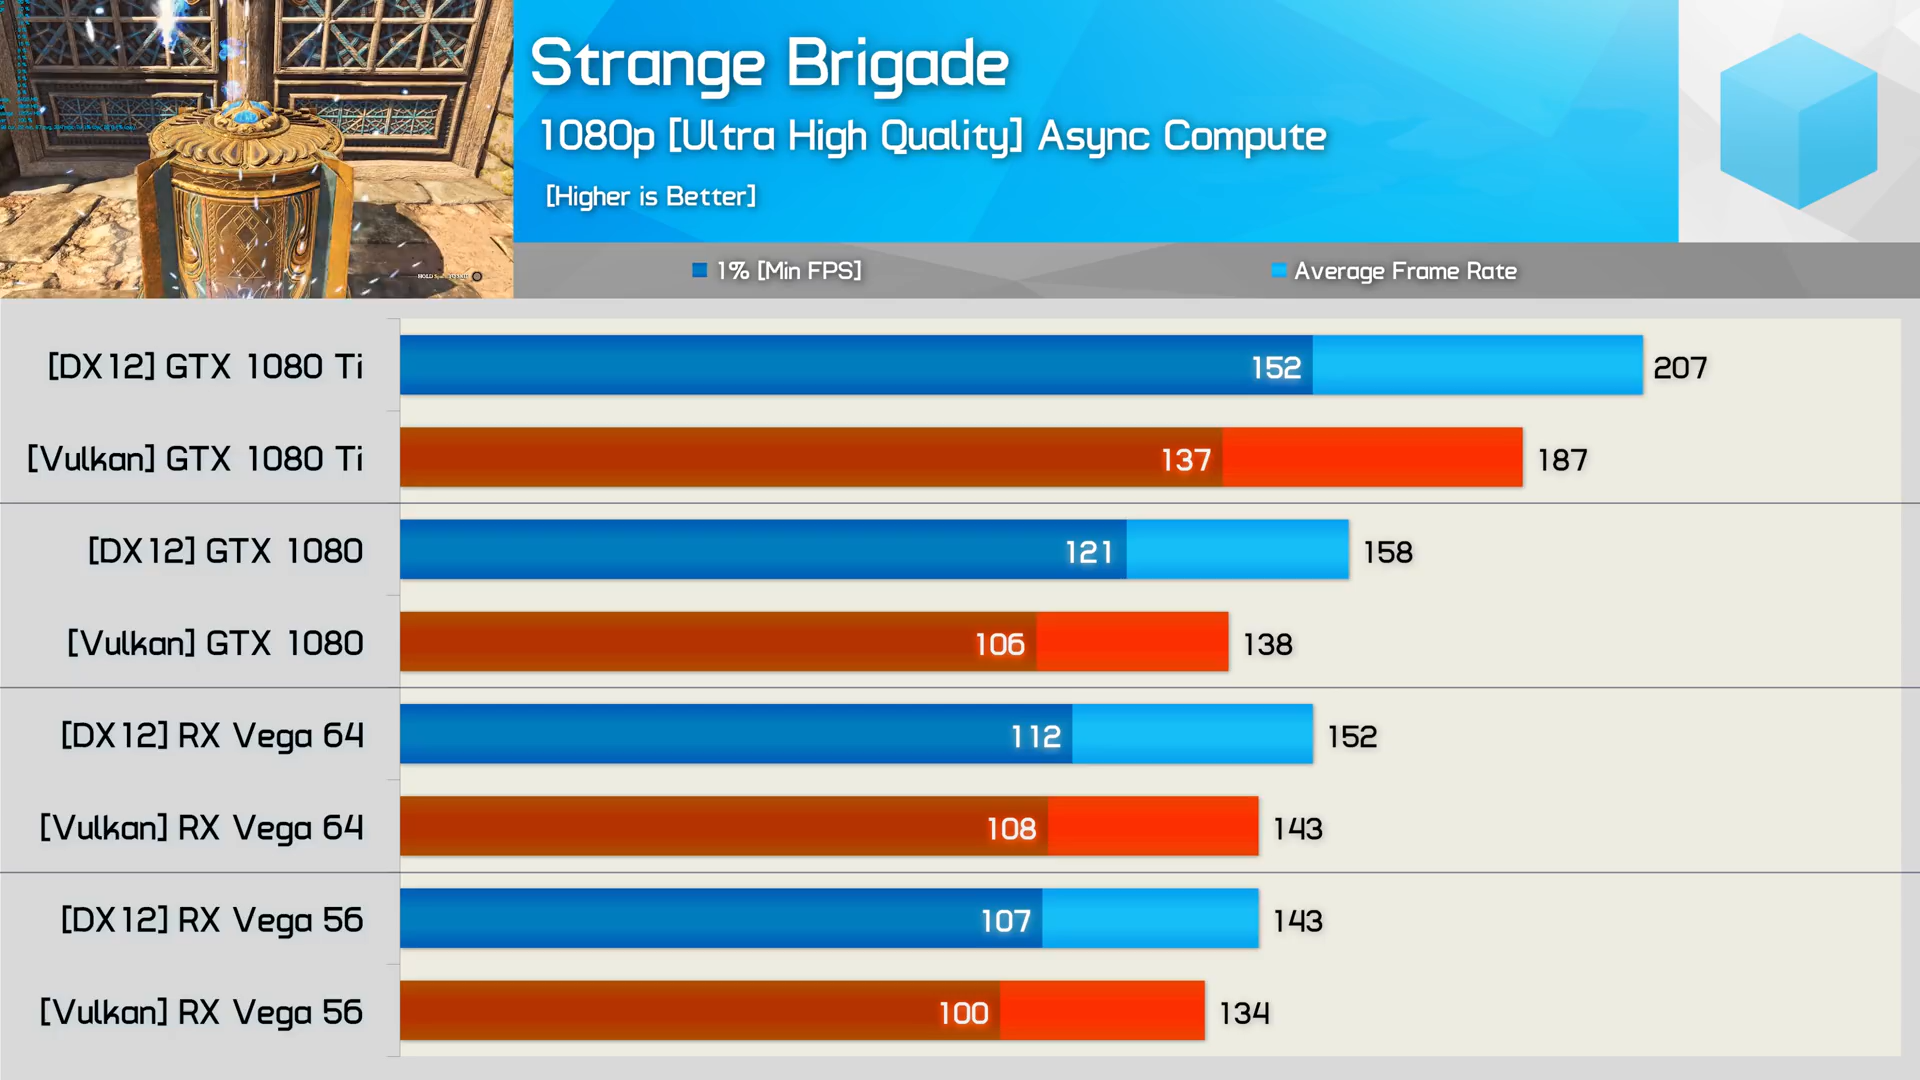 Strange Brigade
1080p [Ultra High Quality] Async Compute
[Higher is Better]
1% [Min FPS]
Average Frame Rate
[DX12] GTX 1080 Ti 152 207
[Vulkan] GTX 1080 Ti 137 187
[DX12] GTX 1080 121 158
[Vulkan] GTX 1080 106 138
[DX12] RX Vega 64 112 152
[Vulkan] RX Vega 64 108 143
[DX12] RX Vega 56 107 143
[Vulkan] RX Vega 56 100 134